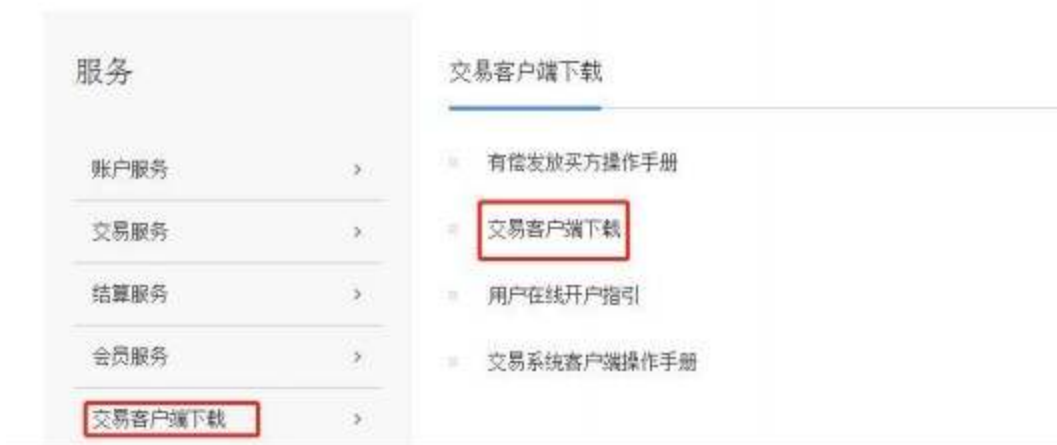 服务
账户服务
交易服务
结算服务
会员服务
交易客户端下载
交易客户端下载
有偿发放买方操作手册
交易客户端下载
用户在线开户指引
交易系统客户端操作手册